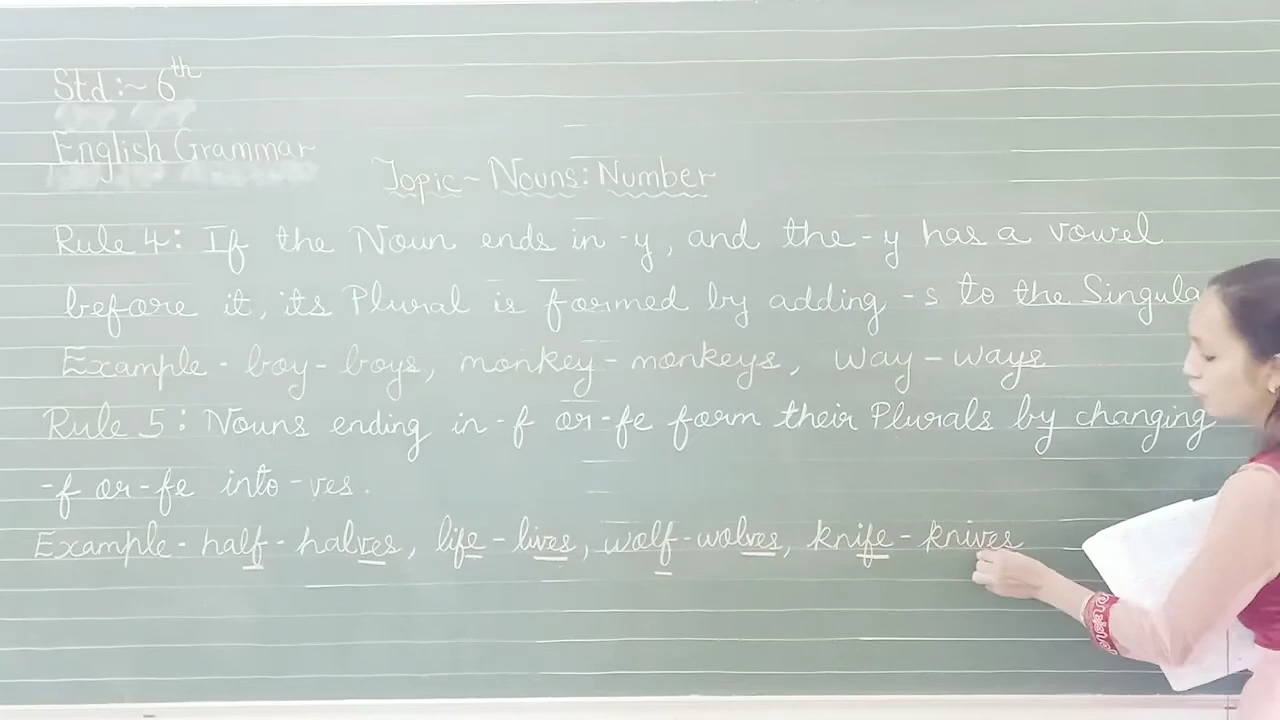 Std :~ 6th
English Grammar
Topic ~ Nouns: Number
Rule 4: If the Noun ends in -y, and the -y has a vowel
before it, its Plural is formed by adding -s to the Singula
Example - boy - boys, monkey - monkeys, way - ways
Rule 5: Nouns ending in -f or -fe form their Plurals by changing
-f or -fe into -ves.
Example - half - halves, life - lives, wolf - wolves, knife - knives